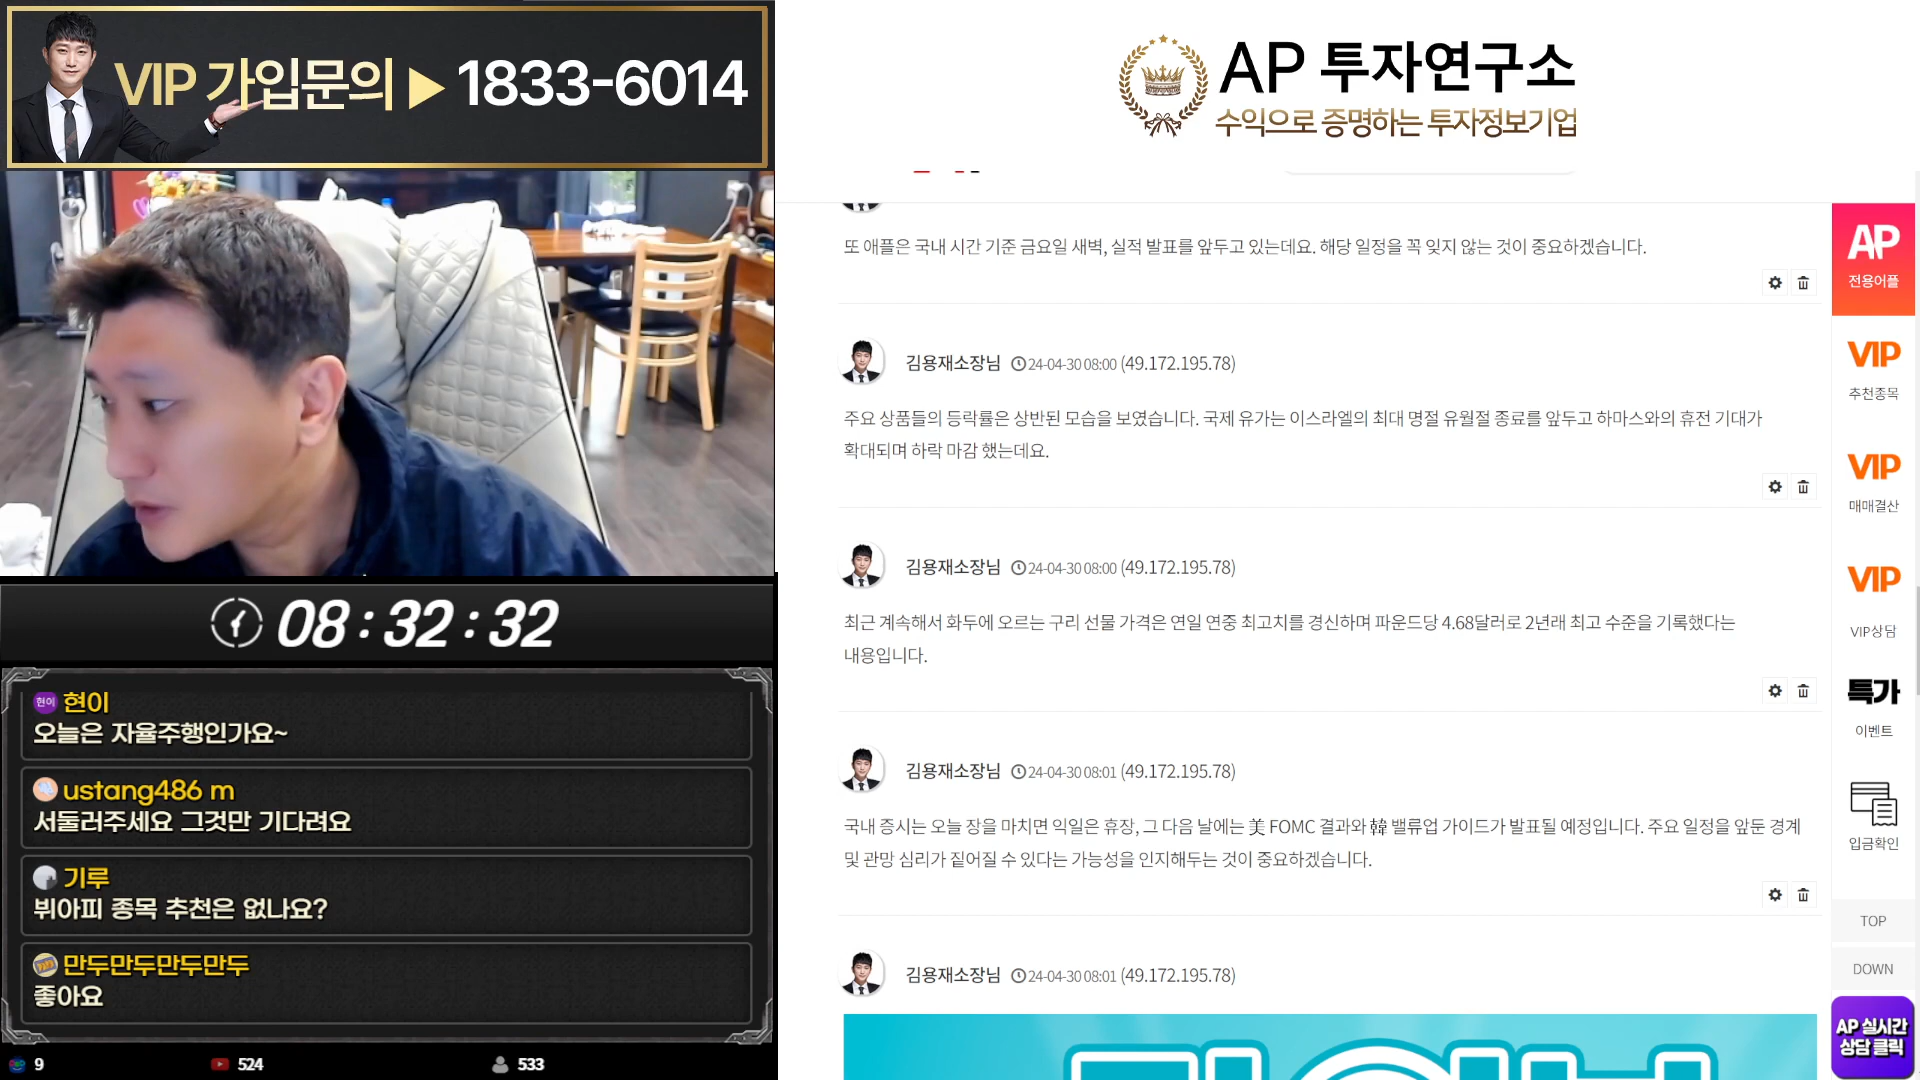 VIP 가입문의 ▶ 1833-6014
AP 투자연구소
수익으로 증명하는 투자정보기업
또 애플은 국내 시간 기준 금요일 새벽, 실적 발표를 앞두고 있는데요. 해당 일정을 꼭 잊지 않는 것이 중요하겠습니다.
김용재소장님 24-04-30 08:00 (49.172.195.78)
주요 상품들의 등락률은 상반된 모습을 보였습니다. 국제 유가는 이스라엘의 최대 명절 유월절 종료를 앞두고 하마스와의 휴전 기대가
확대되며 하락 마감 했는데요.
김용재소장님 24-04-30 08:00 (49.172.195.78)
최근 계속해서 화두에 오르는 구리 선물 가격은 연일 연중 최고치를 경신하며 파운드당 4.68달러로 2년래 최고 수준을 기록했다는
내용입니다.
김용재소장님 24-04-30 08:01 (49.172.195.78)
국내 증시는 오늘 장을 마치면 익일은 휴장, 그 다음 날에는 美 FOMC 결과와 韓 밸류업 가이드가 발표될 예정입니다. 주요 일정을 앞둔 경계
및 관망 심리가 짙어질 수 있다는 가능성을 인지해두는 것이 중요하겠습니다.
김용재소장님 24-04-30 08:01 (49.172.195.78)
AP
전용어플
VIP
추천종목
VIP
매매결산
VIP
VIP상담
특가
이벤트
입금확인
TOP
DOWN
AP 실시간
상담 클릭
08:32:32
현이 현이
오늘은 자율주행인가요~
ustang486 m
서둘러주세요 그것만 기다려요
기루
뷔아피 종목 추천은 없나요?
만두만두만두만두
좋아요
9
524
533